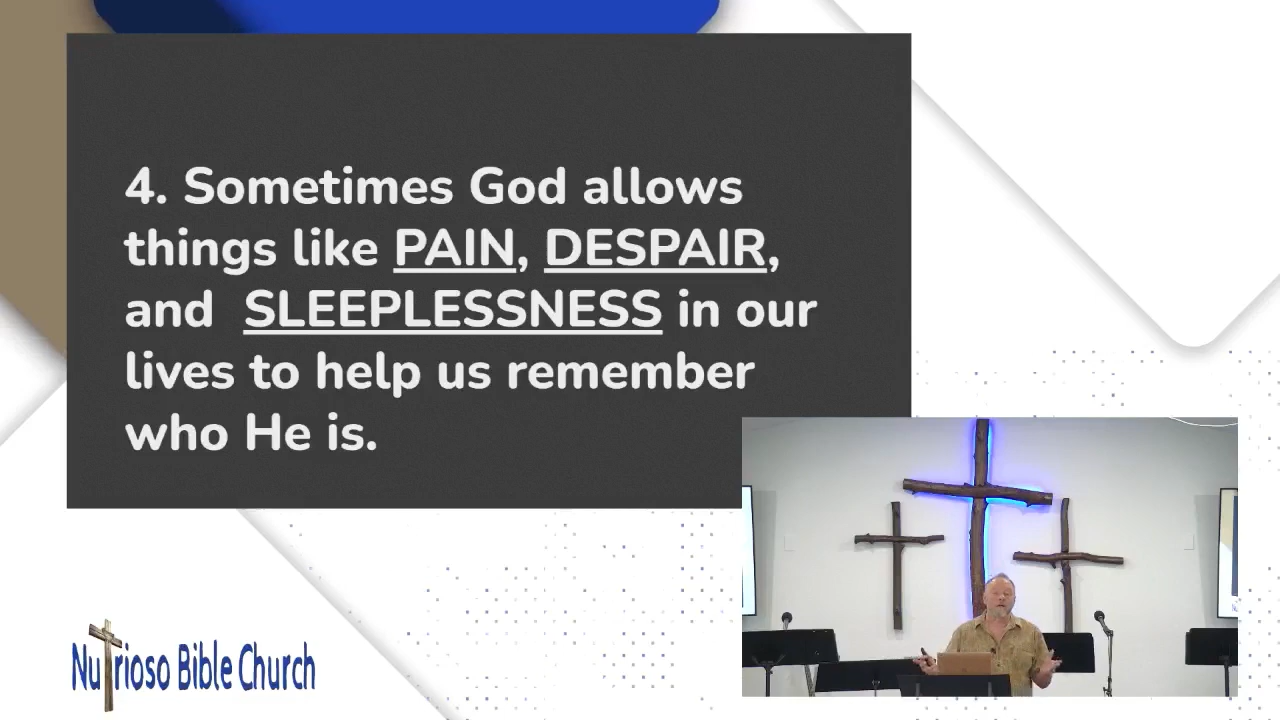 4. Sometimes God allows
things like PAIN, DESPAIR,
and SLEEPLESSNESS in our
lives to help us remember
who He is.
Nutrioso Bible Church